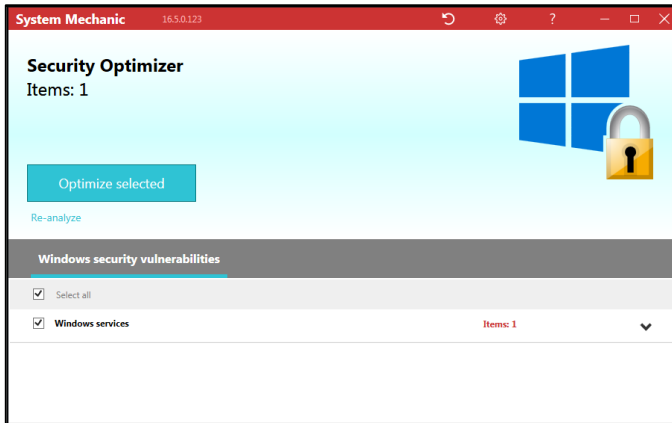 System Mechanic 16.5.0.123 ?
Security Optimizer
Items: 1
Optimize selected
Re-analyze
Windows security vulnerabilities
Select all
Windows services Items: 1